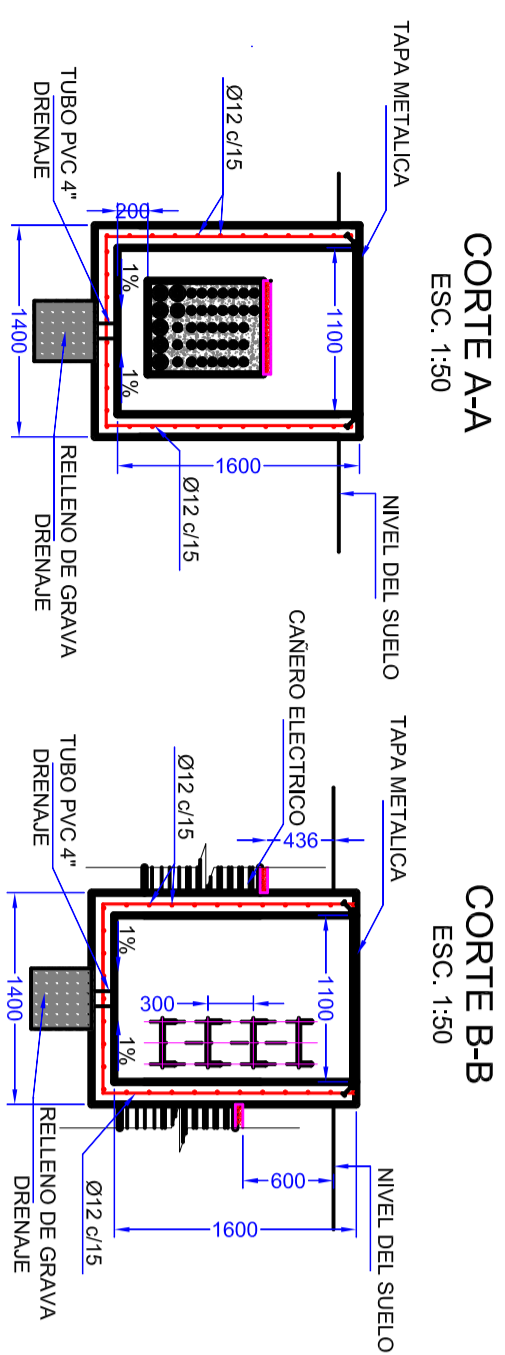 CORTE A-A
ESC. 1:50
TAPA METALICA
NIVEL DEL SUELO
1100
Ø12 c/15
200
1%
1%
1600
Ø12 c/15
TUBO PVC 4"
DRENAJE
1400
RELLENO DE GRAVA
DRENAJE
CORTE B-B
ESC. 1:50
TAPA METALICA
NIVEL DEL SUELO
CAÑERO ELECTRICO
436
1100
600
Ø12 c/15
300
1%
1%
1600
Ø12 c/15
TUBO PVC 4"
DRENAJE
1400
RELLENO DE GRAVA
DRENAJE